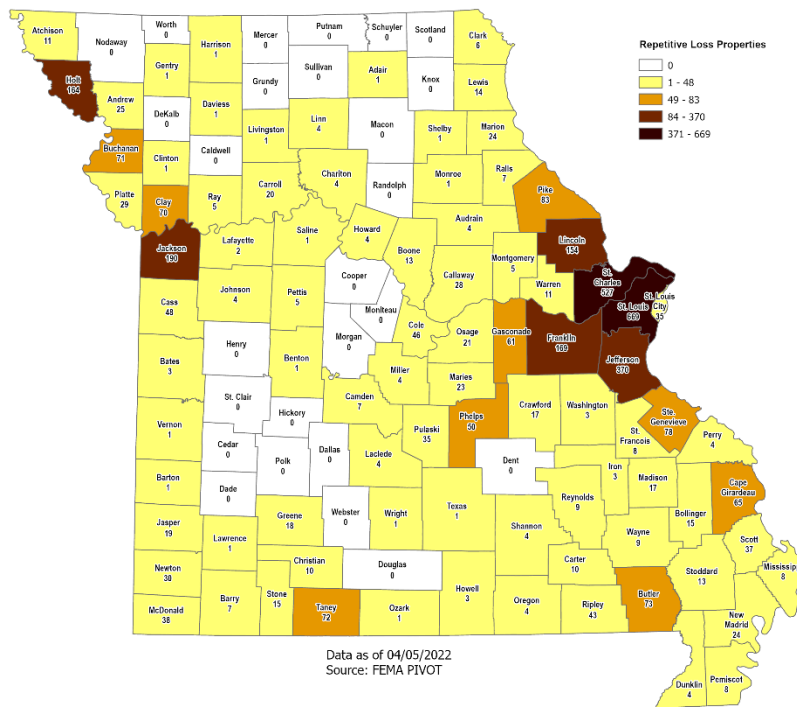 Repetitive Loss Properties
0
1 - 48
49 - 83
84 - 370
371 - 669
Atchison
11
Nodaway
0
Worth
0
Harrison
1
Mercer
0
Putnam
0
Schuyler
0
Scotland
0
Clark
6
Gentry
1
Sullivan
0
Adair
1
Knox
0
Lewis
14
Holt
184
Andrew
25
DeKalb
0
Daviess
1
Grundy
0
Linn
4
Macon
0
Shelby
1
Marion
24
Buchanan
71
Clinton
1
Caldwell
0
Livingston
1
Chariton
4
Randolph
0
Monroe
1
Ralls
7
Pike
83
Platte
29
Clay
70
Ray
5
Carroll
20
Audrain
4
Lincoln
154
Jackson
190
Lafayette
2
Saline
1
Howard
4
Boone
13
Callaway
28
Montgomery
5
Warren
11
St.
Charles
527
St. Louis
669
St. Louis
City
35
Cass
48
Johnson
4
Pettis
5
Cooper
0
Moniteau
0
Morgan
0
Cole
46
Osage
21
Gasconade
61
Franklin
169
Jefferson
370
Bates
3
Henry
0
Benton
1
Miller
4
Maries
23
Camden
7
Pulaski
35
Phelps
50
Crawford
17
Washington
3
Ste.
Genevieve
78
St.
Francois
8
Perry
4
Vernon
1
St. Clair
0
Hickory
0
Cedar
0
Polk
0
Dallas
0
Laclede
4
Dent
0
Iron
3
Madison
17
Cape
Girardeau
65
Barton
1
Dade
0
Webster
0
Wright
1
Texas
1
Reynolds
9
Bollinger
15
Jasper
19
Lawrence
1
Greene
18
Christian
10
Douglas
0
Shannon
4
Wayne
9
Scott
37
Newton
30
Stone
15
Howell
3
Carter
10
Stoddard
13
Mississip
8
McDonald
38
Barry
7
Taney
72
Ozark
1
Oregon
4
Ripley
43
Butler
73
New
Madrid
24
Dunklin
4
Pemiscot
8
Data as of 04/05/2022
Source: FEMA PIVOT